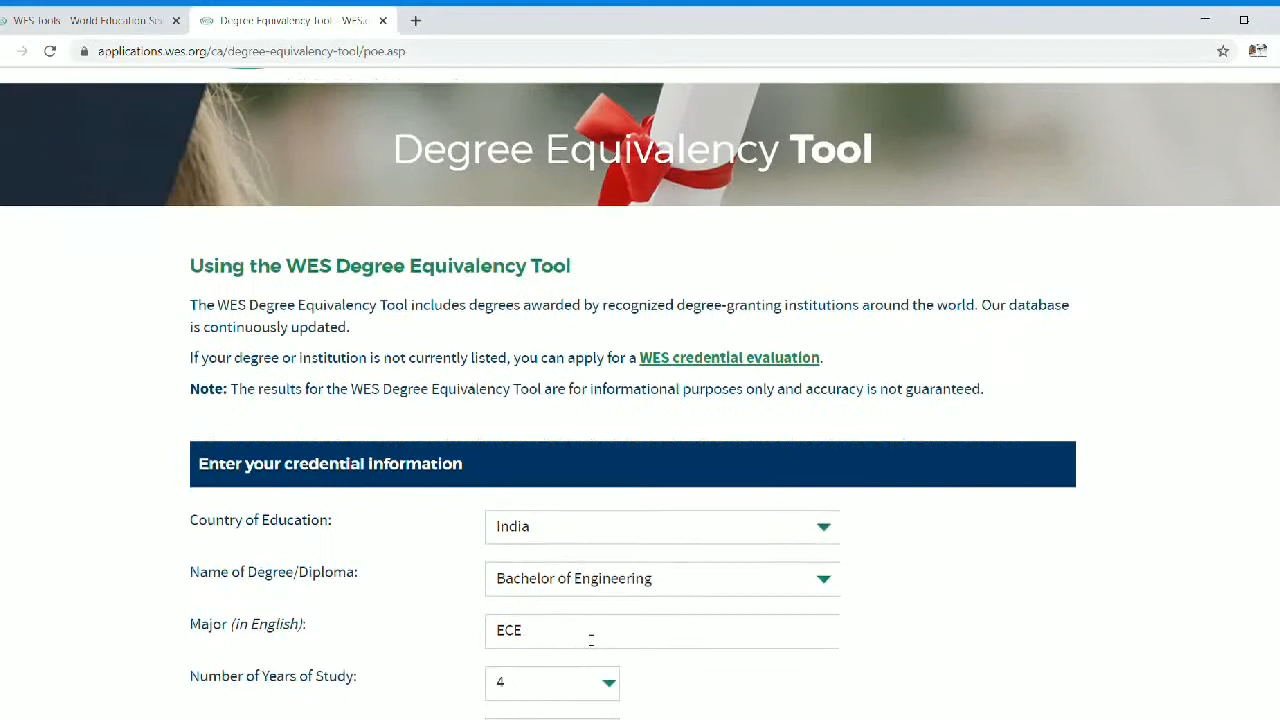 WES Tools - World Education Ser
Degree Equivalency Tool - WES.c
applications.wes.org/ca/degree-equivalency-tool/poe.asp
Degree Equivalency Tool
Using the WES Degree Equivalency Tool
The WES Degree Equivalency Tool includes degrees awarded by recognized degree-granting institutions around the world. Our database
is continuously updated.
If your degree or institution is not currently listed, you can apply for a WES credential evaluation.
Note: The results for the WES Degree Equivalency Tool are for informational purposes only and accuracy is not guaranteed.
Enter your credential information
Country of Education: India
Name of Degree/Diploma: Bachelor of Engineering
Major (in English): ECE
Number of Years of Study: 4